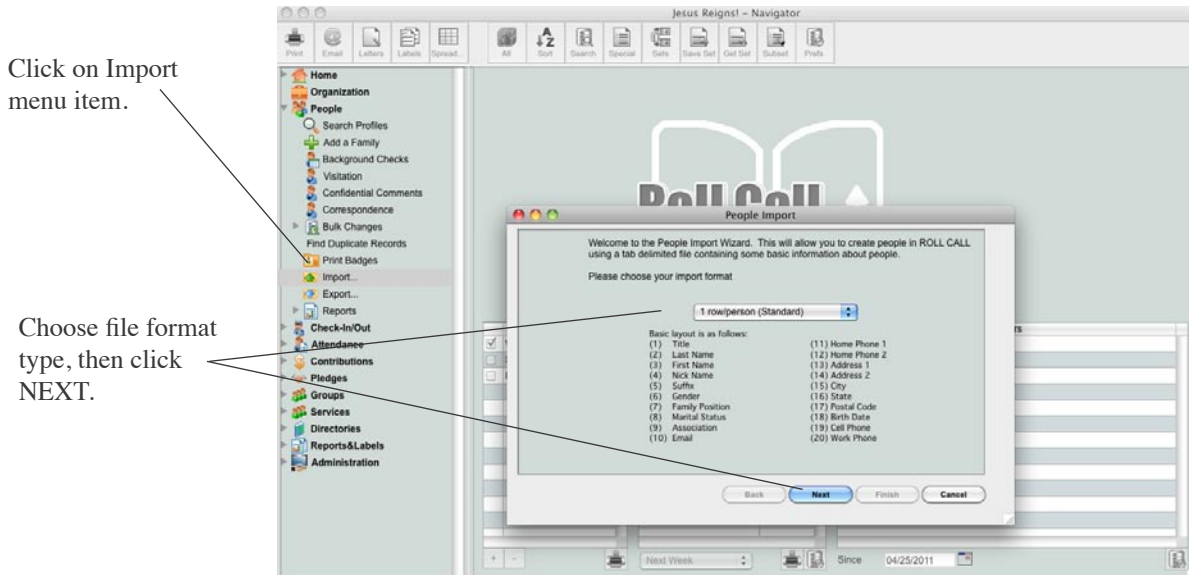 Jesus Reigns! – Navigator
Print Email Letters Labels Spread... All Sort Search Special Sets Save Set Get Set Subset Prefs
Click on Import
menu item.
Home
Organization
People
Search Profiles
Add a Family
Background Checks
Visitation
Confidential Comments
Correspondence
Bulk Changes
Find Duplicate Records
Print Badges
Import...
Export...
Reports
Check-In/Out
Attendance
Contributions
Pledges
Groups
Services
Directories
Reports&Labels
Administration
Choose file format
type, then click
NEXT.
Roll Call
People Import
Welcome to the People Import Wizard. This will allow you to create people in ROLL CALL
using a tab delimited file containing some basic information about people.
Please choose your import format
1 row/person (Standard)
Basic layout is as follows:
(1) Title
(2) Last Name
(3) First Name
(4) Nick Name
(5) Suffix
(6) Gender
(7) Family Position
(8) Marital Status
(9) Association
(10) Email
(11) Home Phone 1
(12) Home Phone 2
(13) Address 1
(14) Address 2
(15) City
(16) State
(17) Postal Code
(18) Birth Date
(19) Cell Phone
(20) Work Phone
Back Next Finish Cancel
+ - Next Week Since 04/25/2011